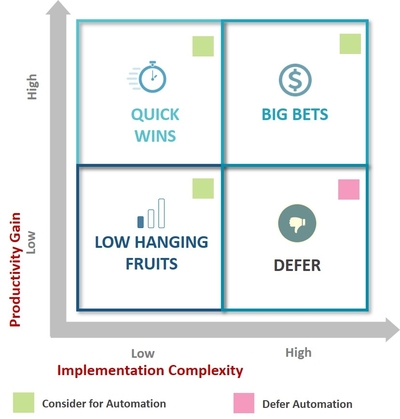 High
QUICK
WINS
BIG BETS
Productivity Gain
Low
LOW HANGING
FRUITS
DEFER
Low
High
Implementation Complexity
Consider for Automation
Defer Automation